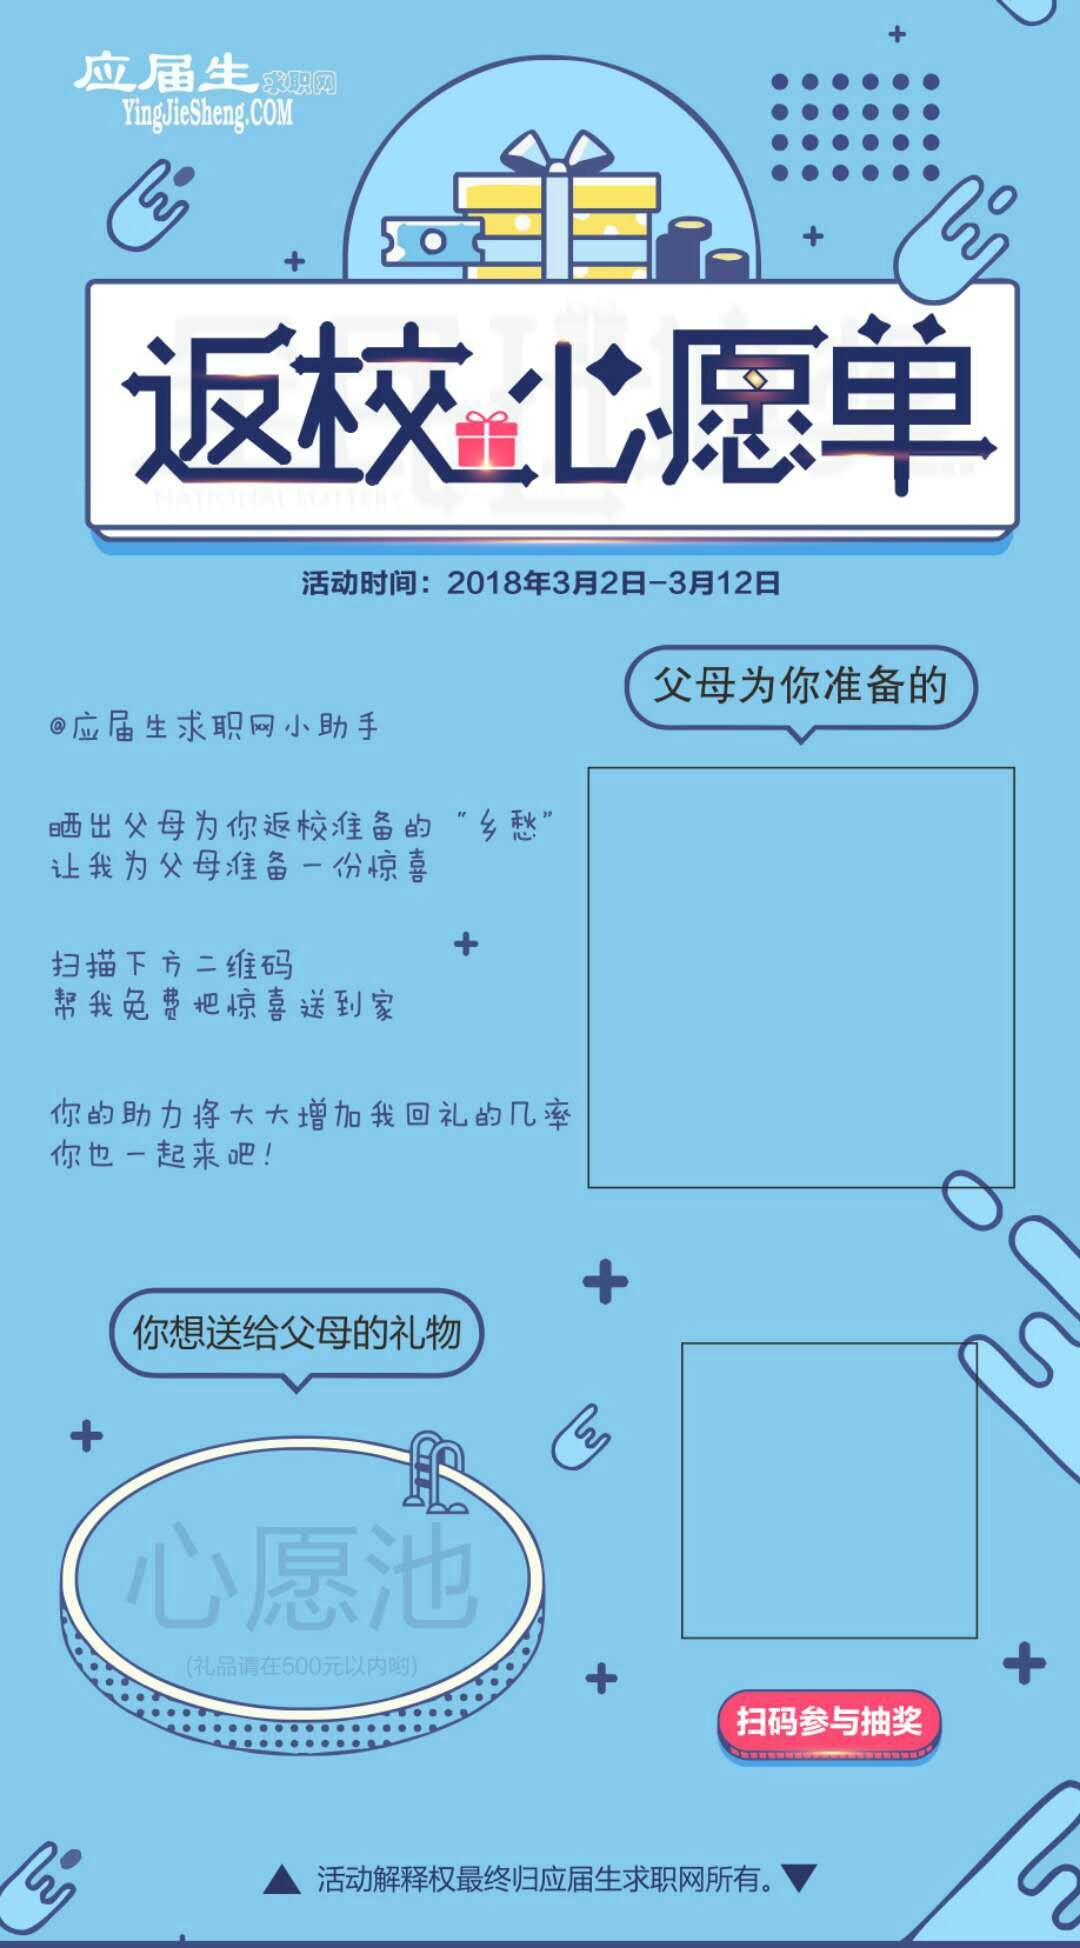 应届生求职网
YingJieSheng.COM
返校心愿单
NATIONAL LOTTERY
活动时间：2018年3月2日-3月12日
父母为你准备的
@应届生求职网小助手
晒出父母为你返校准备的“乡愁”
让我为父母准备一份惊喜
扫描下方二维码
帮我免费把惊喜送到家
你的助力将大大增加我回礼的几率
你也一起来吧！
你想送给父母的礼物
心愿池
(礼品请在500元以内哟)
扫码参与抽奖
▲ 活动解释权最终归应届生求职网所有。▼